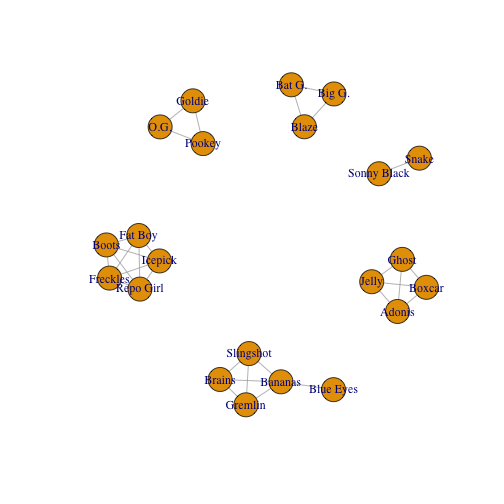 Bat G.
Big G.
Goldie
O.G.
Blaze
Pookey
Snake
Sonny Black
Fat Boy
Boots
Icepick
Freckles
Repo Girl
Ghost
Jelly
Boxcar
Adonis
Slingshot
Brains
Bananas
Blue Eyes
Gremlin